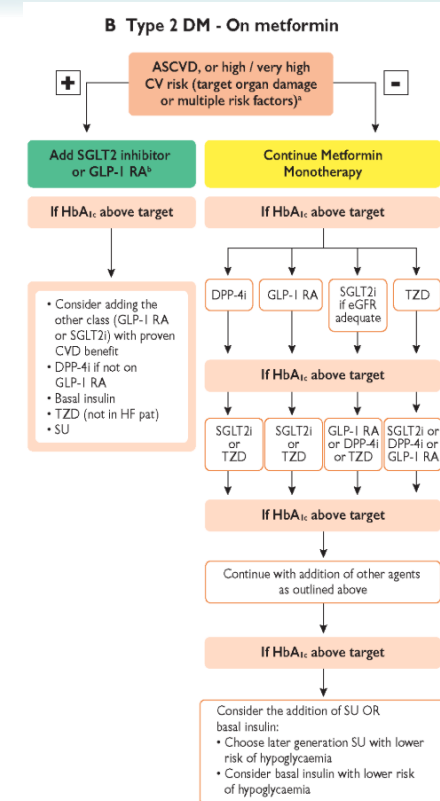 B Type 2 DM - On metformin
+
ASCVD, or high / very high
CV risk (target organ damage
or multiple risk factors)ᵃ
-
Add SGLT2 inhibitor
or GLP-1 RAᵇ
Continue Metformin
Monotherapy
If HbA1c above target
If HbA1c above target
• Consider adding the
other class (GLP-1 RA
or SGLT2i) with proven
CVD benefit
• DPP-4i if not on
GLP-1 RA
• Basal insulin
• TZD (not in HF pat)
• SU
DPP-4i
GLP-1 RA
SGLT2i
if eGFR
adequate
TZD
If HbA1c above target
SGLT2i
or
TZD
SGLT2i
or
TZD
GLP-1 RA
or DPP-4i
or TZD
SGLT2i or
DPP-4i or
GLP-1 RA
If HbA1c above target
Continue with addition of other agents
as outlined above
If HbA1c above target
Consider the addition of SU OR
basal insulin:
• Choose later generation SU with lower
risk of hypoglycaemia
• Consider basal insulin with lower risk
of hypoglycaemia